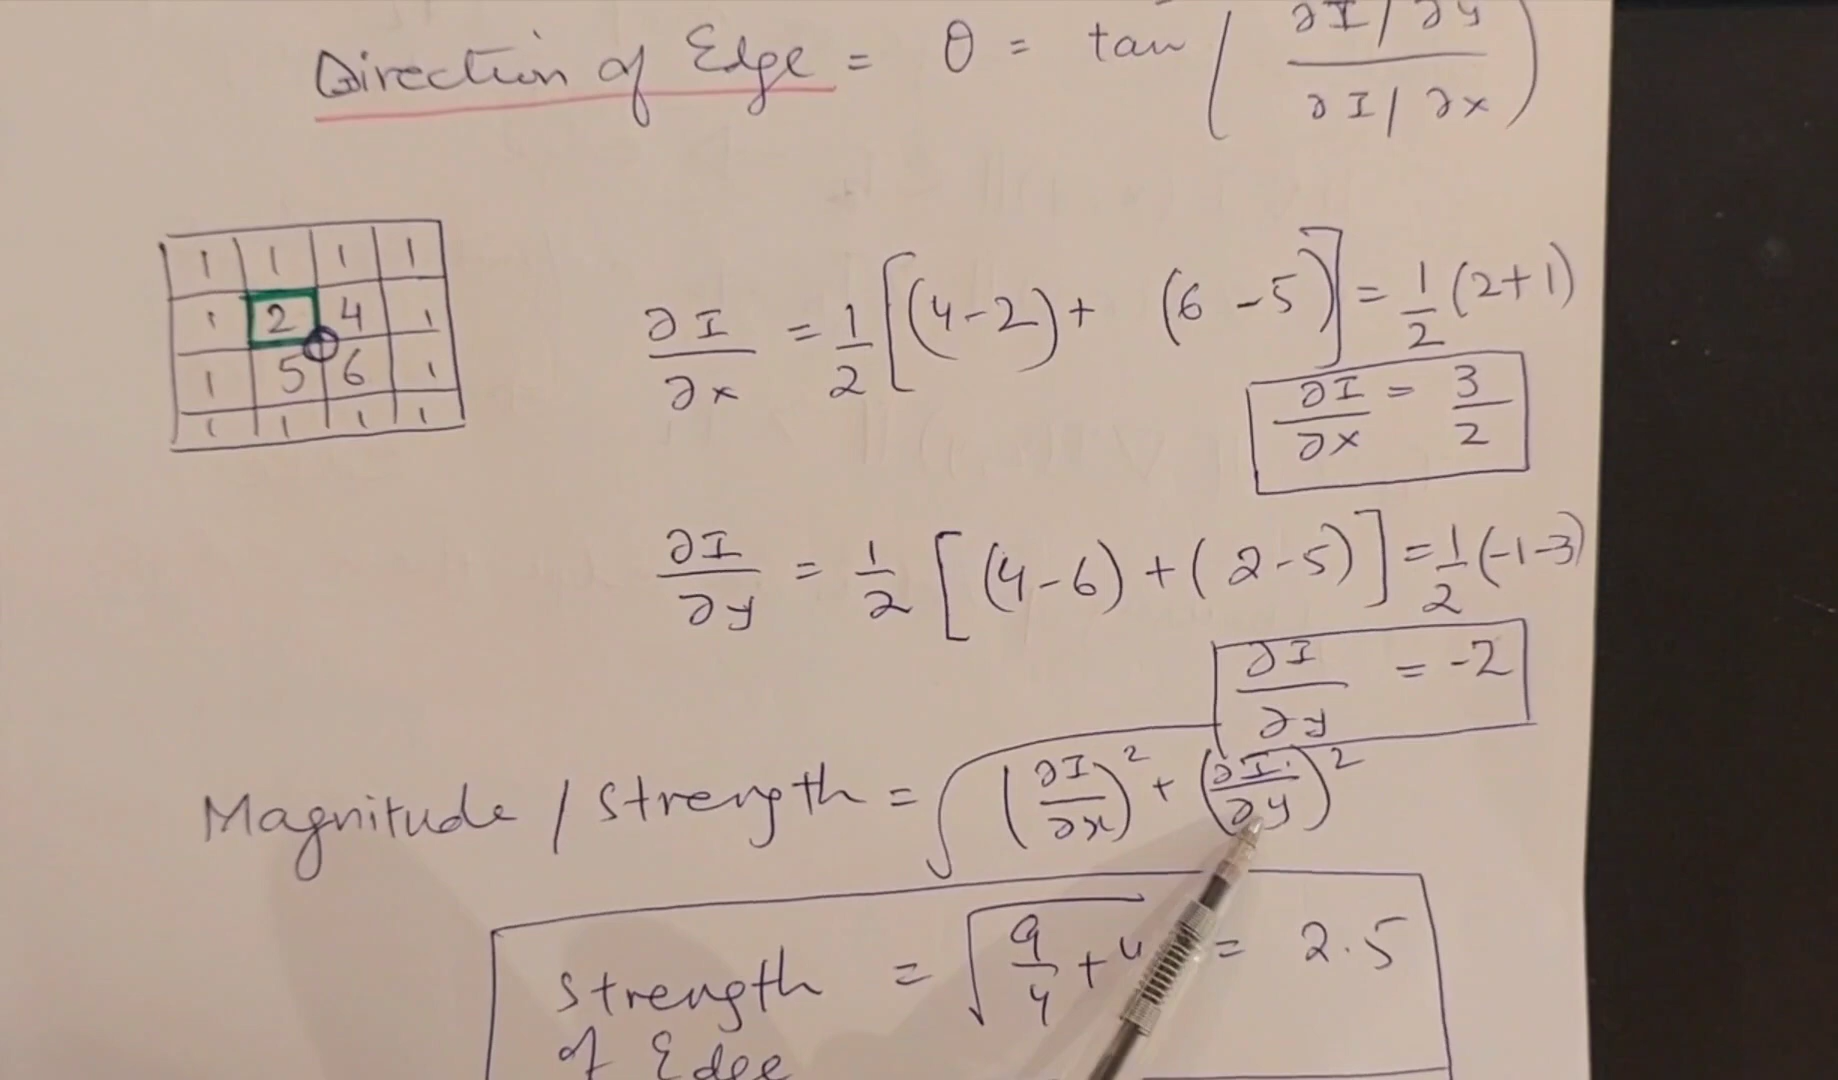 Direction of Edge = θ = tan ( ∂I/∂y / ∂I/∂x )
1 1 1 1
1 2 4 1
1 5 6 1
1 1 1 1
∂I/∂x = 1/2 [(4-2)+ (6-5)] = 1/2 (2+1)
∂I/∂x = 3/2
∂I/∂y = 1/2 [(4-6)+(2-5)] = 1/2 (-1-3)
∂I/∂y = -2
Magnitude / Strength = √ (∂I/∂x)² + (∂I/∂y)²
Strength = √ 9/4 + 4 = 2.5
of Edge